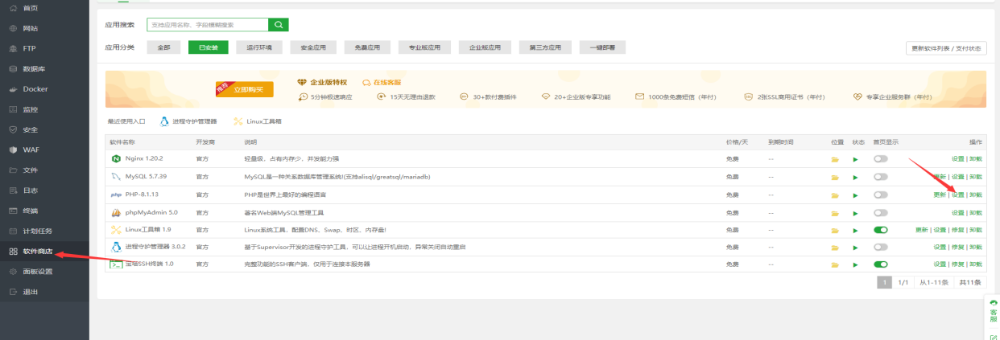 首页
网站
FTP
数据库
Docker
监控
安全
WAF
文件
日志
终端
计划任务
软件商店
面板设置
退出
应用搜索 支持应用名称、字段模糊搜索
应用分类 全部 已安装 运行环境 安全应用 免费应用 专业版应用 企业版应用 第三方应用 一键部署 更新软件列表 / 支付状态
推荐 立即购买 企业版特权 在线客服
5分钟极速响应 15天无理由退款 30+款付费插件 20+企业版专享功能 1000条免费短信（年付） 2张SSL商用证书（年付） 专享企业服务群（年付）
最近使用入口 进程守护管理器 Linux工具箱
软件名称 开发商 说明 价格/天 到期时间 位置 状态 首页显示 操作
Nginx 1.20.2 官方 轻量级，占有内存少，并发能力强 免费 -- 设置 | 卸载
MySQL 5.7.39 官方 MySQL是一种关系数据库管理系统!(支持alisql/greatsql/mariadb) 免费 -- 更新 | 设置 | 卸载
php PHP-8.1.13 官方 PHP是世界上最好的编程语言 免费 -- 更新 | 设置 | 卸载
phpMyAdmin 5.0 官方 著名Web端MySQL管理工具 免费 -- 设置 | 卸载
Linux工具箱 1.9 官方 Linux系统工具，配置DNS、Swap、时区、内存盘! 免费 -- 更新 | 设置 | 修复 | 卸载
进程守护管理器 3.0.2 官方 基于Supervisor开发的进程守护工具，可以让进程开机启动、异常关闭自动重启 免费 -- 设置 | 修复 | 卸载
宝塔SSH终端 1.0 官方 完整功能的SSH客户端，仅用于连接本服务器 免费 -- 设置 | 修复 | 卸载
1 1/1 从1-11条 共11条
客服